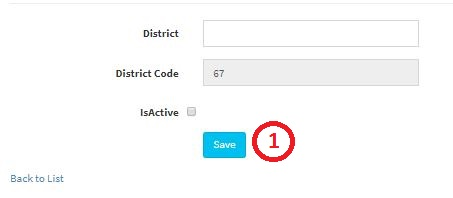 District
District Code 67
IsActive
Save 1
Back to List